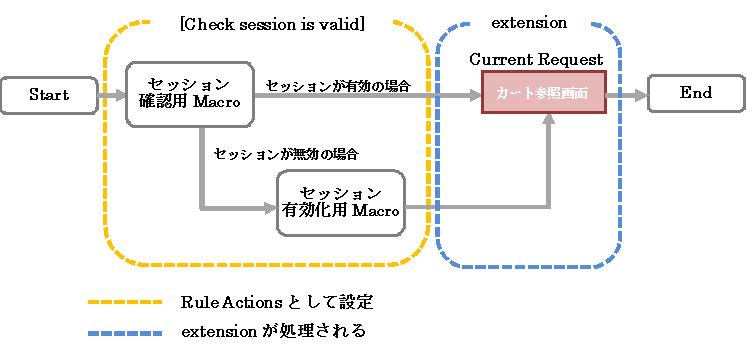 [Check session is valid]
extension
Current Request
Start
セッション
確認用 Macro
セッションが有効の場合
カート参照画面
End
セッションが無効の場合
セッション
有効化用 Macro
Rule Actions として設定
extension が処理される